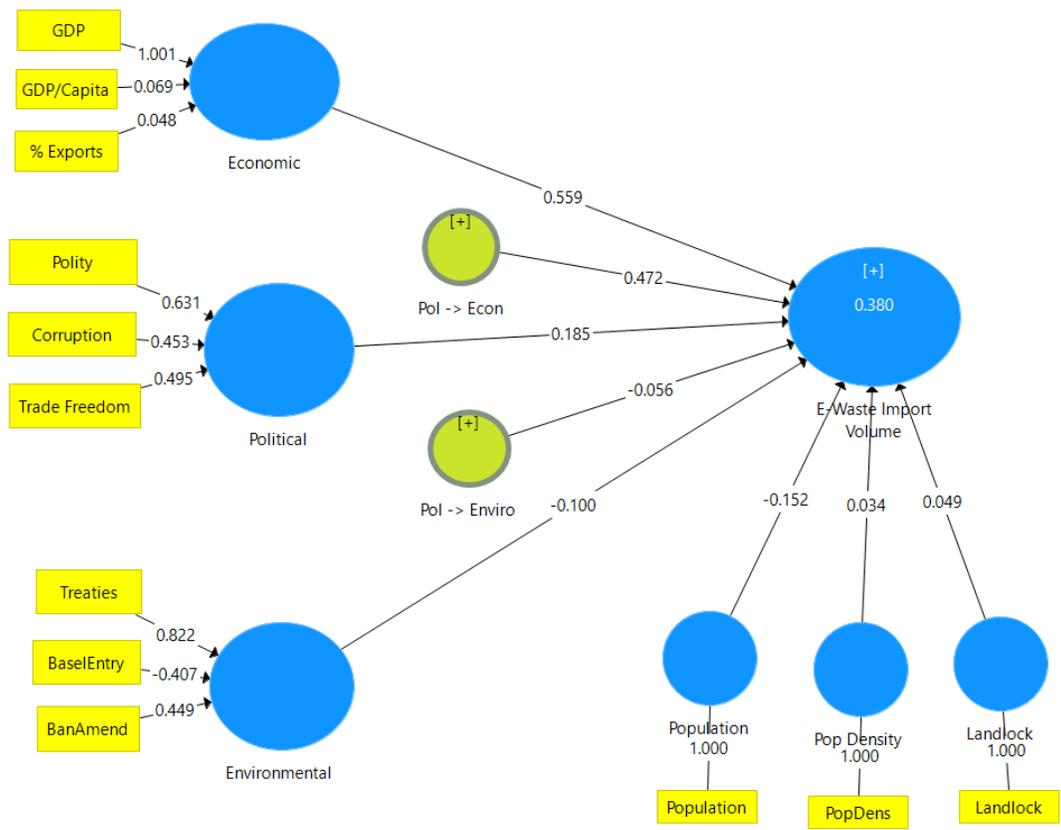 GDP
GDP/Capita
% Exports
1.001
0.069
0.048
Economic
0.559
[+]
Pol -> Econ
0.472
Polity
Corruption
Trade Freedom
0.631
0.453
0.495
Political
0.185
[+]
Pol -> Enviro
-0.056
Treaties
BaselEntry
BanAmend
0.822
-0.407
0.449
Environmental
-0.100
[+]
0.380
E-Waste Import
Volume
-0.152
0.034
0.049
Population
1.000
Population
Pop Density
1.000
PopDens
Landlock
1.000
Landlock